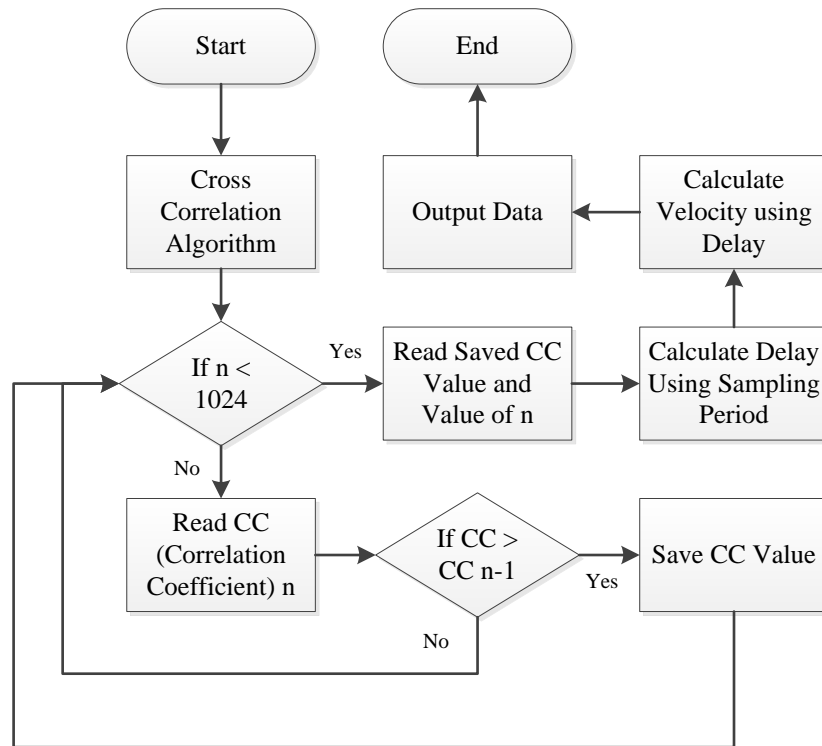 Start
End
Cross
Correlation
Algorithm
Output Data
Calculate
Velocity using
Delay
If n <
1024
Yes
Read Saved CC
Value and
Value of n
Calculate Delay
Using Sampling
Period
No
Read CC
(Correlation
Coefficient) n
If CC >
CC n-1
Yes
Save CC Value
No